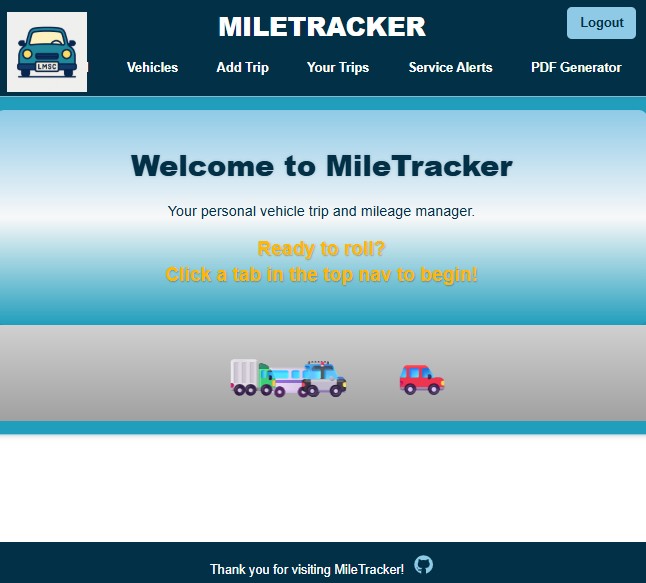 MILETRACKER
Logout
LMSC
Vehicles
Add Trip
Your Trips
Service Alerts
PDF Generator
Welcome to MileTracker
Your personal vehicle trip and mileage manager.
Ready to roll?
Click a tab in the top nav to begin!
Thank you for visiting MileTracker!